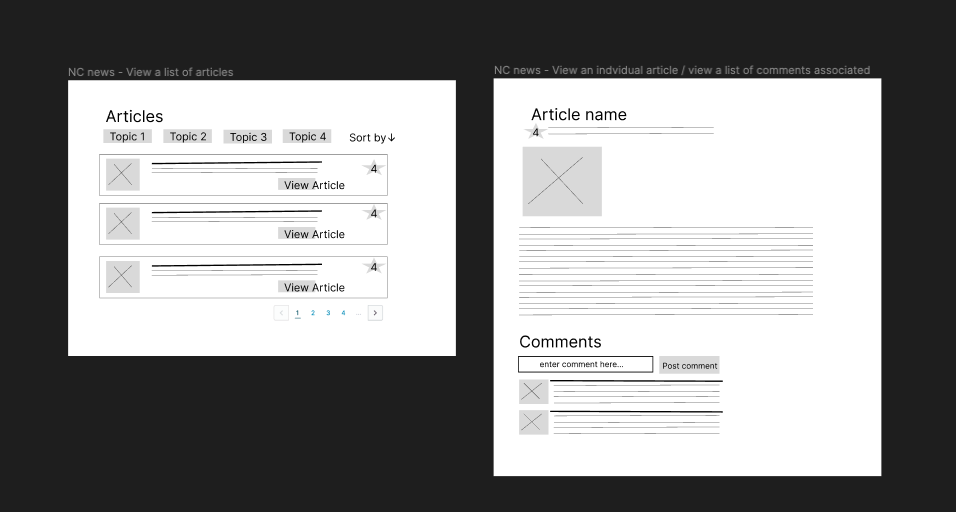 NC news - View a list of articles
Articles
Topic 1 Topic 2 Topic 3 Topic 4 Sort by↓
4
View Article
4
View Article
4
View Article
< 1 2 3 4 ... >
NC news - View an indvidual article / view a list of comments associated
Article name
4
Comments
enter comment here... Post comment